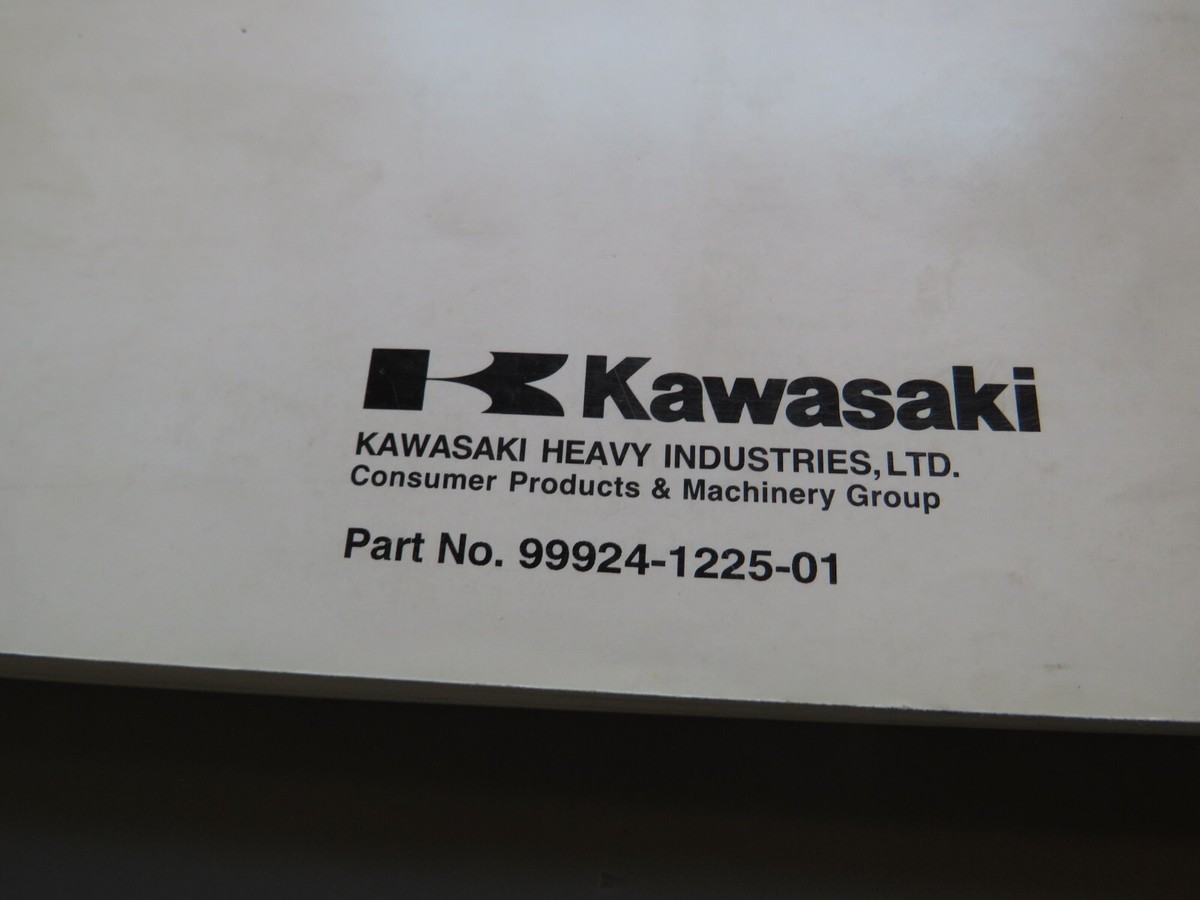 Kawasaki
KAWASAKI HEAVY INDUSTRIES, LTD.
Consumer Products & Machinery Group
Part No. 99924-1225-01